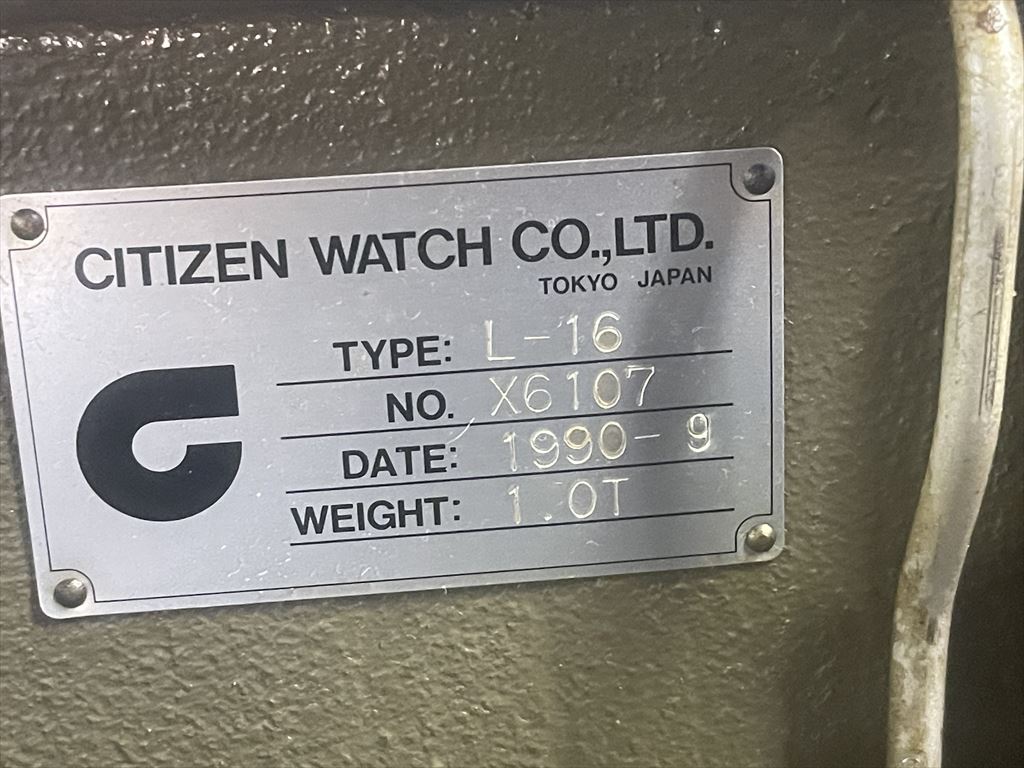 CITIZEN WATCH CO.,LTD.
TOKYO JAPAN
TYPE: L-16
NO. X6107
DATE: 1990-9
WEIGHT: 1.0T